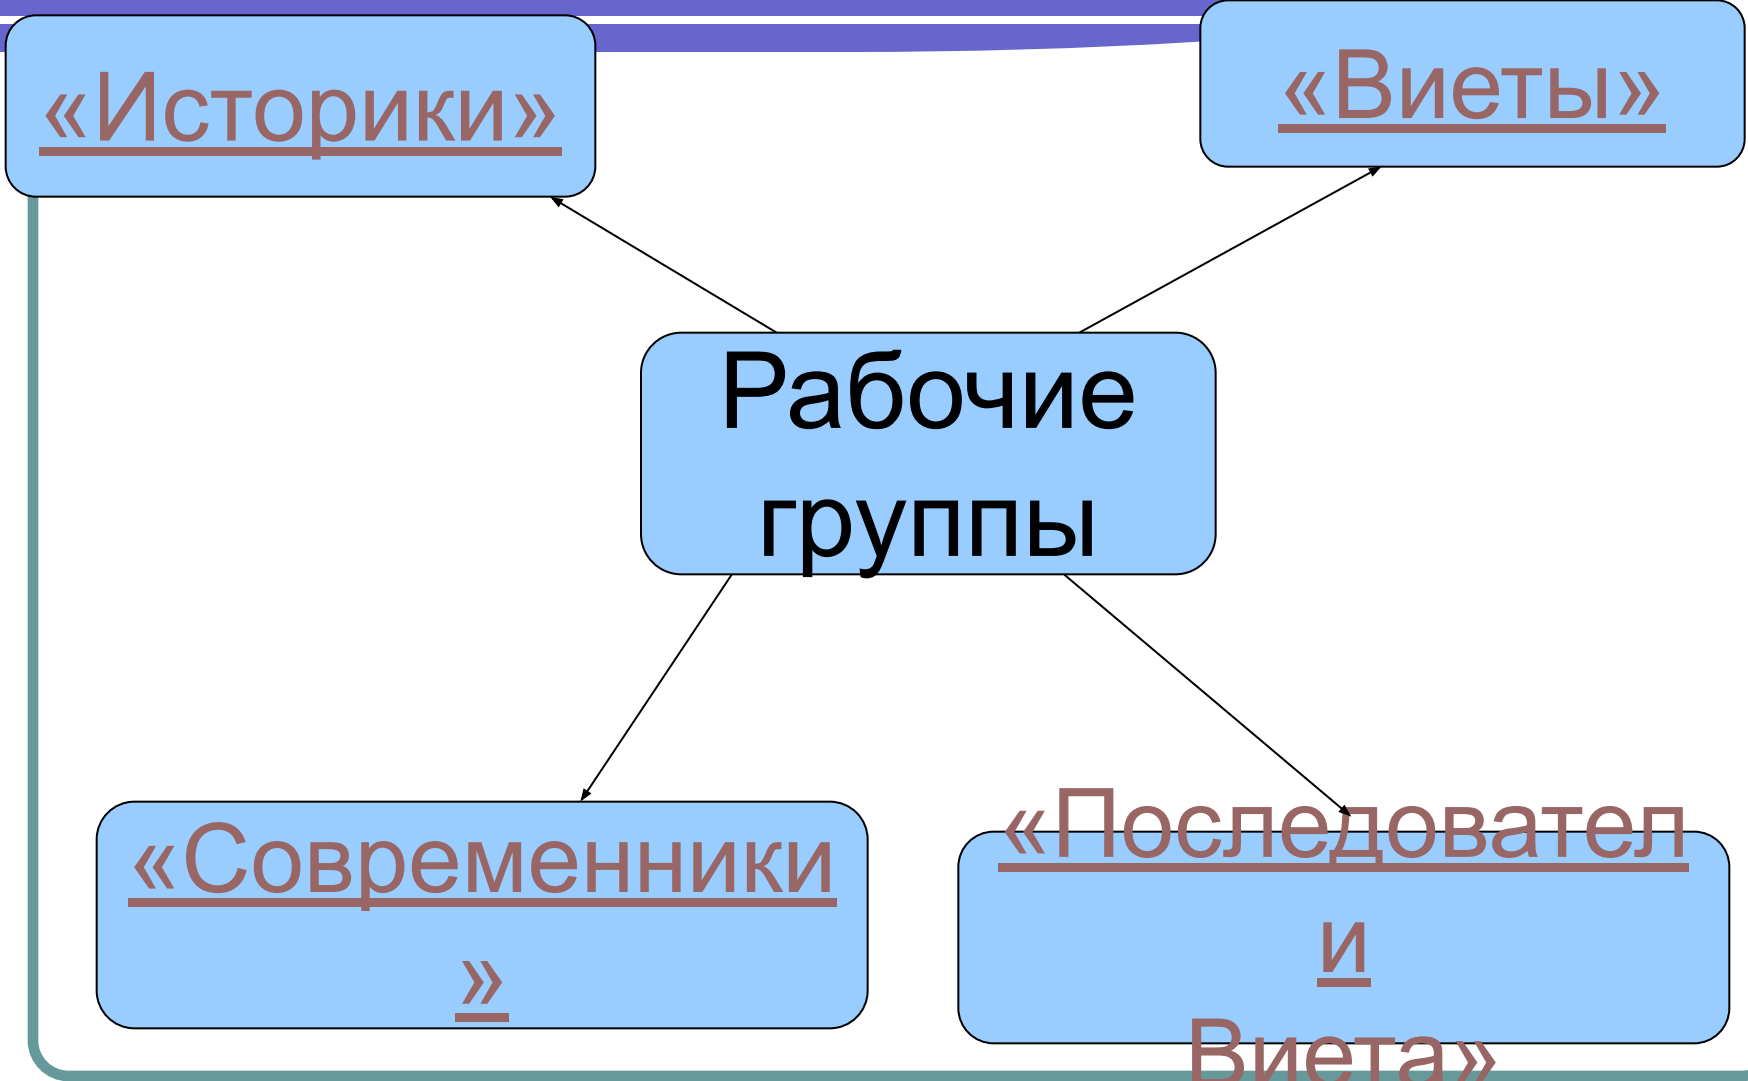 «Историки»
«Виеты»
Рабочие
группы
«Современники
»
«Последовател
и
Виета»